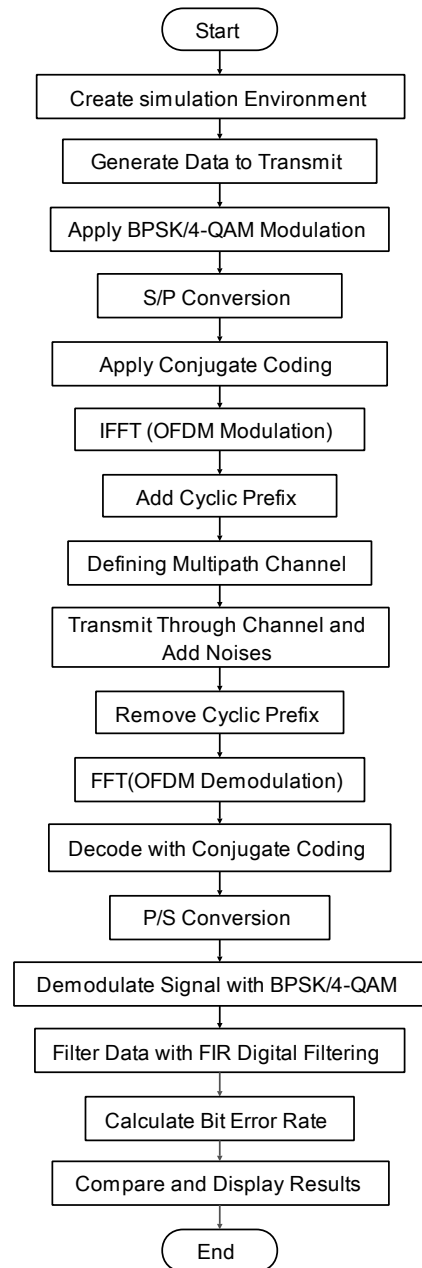 Start
Create simulation Environment
Generate Data to Transmit
Apply BPSK/4-QAM Modulation
S/P Conversion
Apply Conjugate Coding
IFFT (OFDM Modulation)
Add Cyclic Prefix
Defining Multipath Channel
Transmit Through Channel and
Add Noises
Remove Cyclic Prefix
FFT(OFDM Demodulation)
Decode with Conjugate Coding
P/S Conversion
Demodulate Signal with BPSK/4-QAM
Filter Data with FIR Digital Filtering
Calculate Bit Error Rate
Compare and Display Results
End